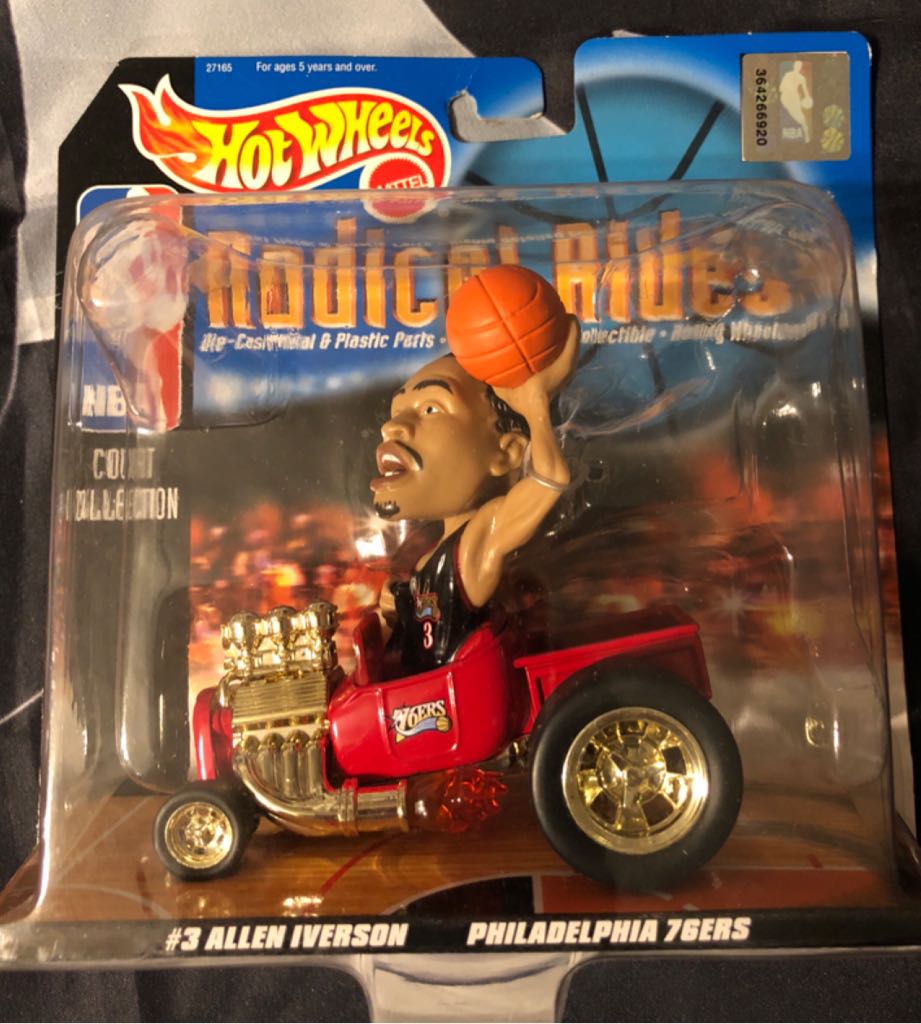 27165 For ages 5 years and over.
364266920
NBA
HOT WHEELS
MATTEL
Radical Rides
Die-Cast Metal & Plastic Parts • Collectible • Rolling Wheels
NBA
COURT
COLLECTION
3
76ERS
#3 ALLEN IVERSON PHILADELPHIA 76ERS